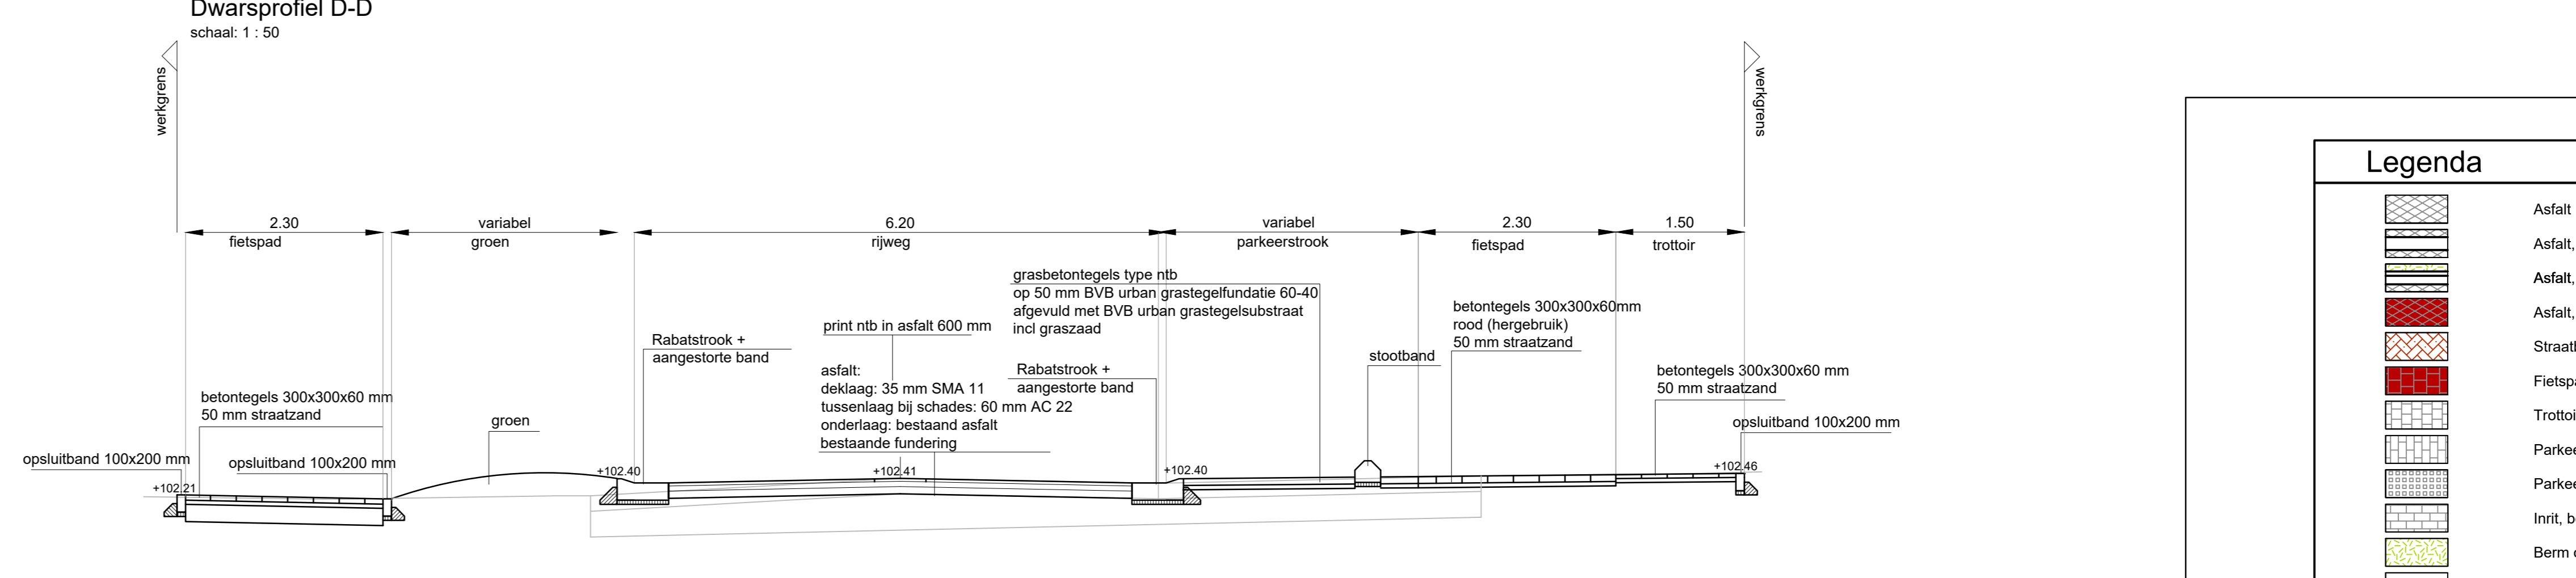 Dwarsprofiel D-D
schaal: 1 : 50
werkgrens
werkgrens
2.30
fietspad
variabel
groen
6.20
rijweg
variabel
parkeerstrook
2.30
fietspad
1.50
trottoir
grasbetontegels type ntb
op 50 mm BVB urban grastegelfundatie 60-40
afgevuld met BVB urban grastegelsubstraat
incl graszaad
betontegels 300x300x60mm
rood (hergebruik)
50 mm straatzand
print ntb in asfalt 600 mm
Rabatstrook +
aangestorte band
stootband
asfalt:
deklaag: 35 mm SMA 11
tussenlaag bij schades: 60 mm AC 22
onderlaag: bestaand asfalt
bestaande fundering
Rabatstrook +
aangestorte band
betontegels 300x300x60 mm
50 mm straatzand
betontegels 300x300x60 mm
50 mm straatzand
groen
opsluitband 100x200 mm
opsluitband 100x200 mm
opsluitband 100x200 mm
+102.21
+102.40
+102.41
+102.40
+102.46
Legenda
Asfalt
Asfalt,
Asfalt,
Asfalt,
Straatl
Fietspa
Trottoi
Parkee
Parkee
Inrit, b
Berm